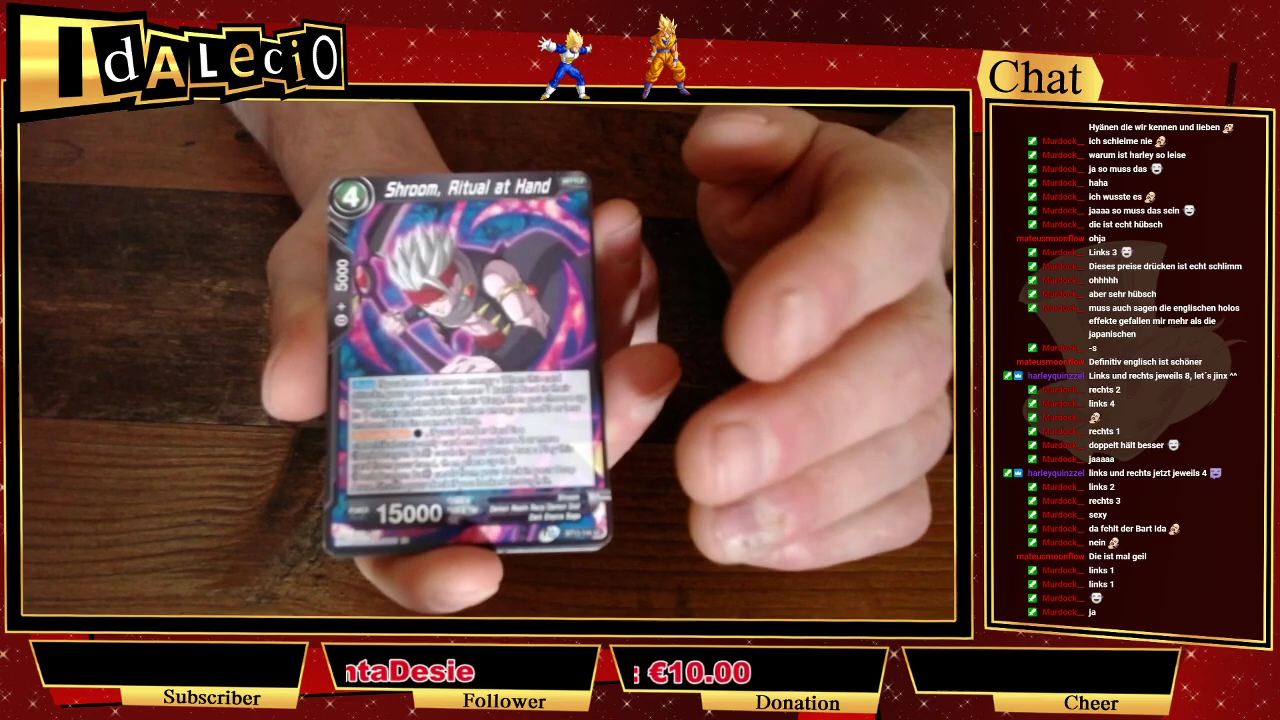 IdALeciO
Chat
Hyänen die wir kennen und lieben
Murdock__ ich schleime nie
Murdock__ warum ist harley so leise
Murdock__ ja so muss das
Murdock__ haha
Murdock__ ich wusste es
Murdock__ jaaaa so muss das sein
Murdock__ die ist echt hübsch
mateusmoonflow ohja
Murdock__ Links 3
Murdock__ Dieses preise drücken ist echt schlimm
Murdock__ ohhhhh
Murdock__ aber sehr hübsch
Murdock__ muss auch sagen die englischen holos
effekte gefallen mir mehr als die
japanischen
Murdock__ -s
mateusmoonflow Definitiv englisch ist schöner
harleyquinzzel Links und rechts jeweils 8, let´s jinx ^^
Murdock__ rechts 2
Murdock__ links 4
Murdock__
Murdock__ rechts 1
Murdock__ doppelt hält besser
Murdock__ jaaaaa
harleyquinzzel links und rechts jetzt jeweils 4
Murdock__ links 2
Murdock__ rechts 3
Murdock__ sexy
Murdock__ da fehlt der Bart Ida
Murdock__ nein
mateusmoonflow Die ist mal geil
Murdock__ links 1
Murdock__ links 1
Murdock__
Murdock__ ja
4 Shroom, Ritual at Hand
0 + 5000
15000
Shroom
ntaDesie
: €10.00
Subscriber
Follower
Donation
Cheer